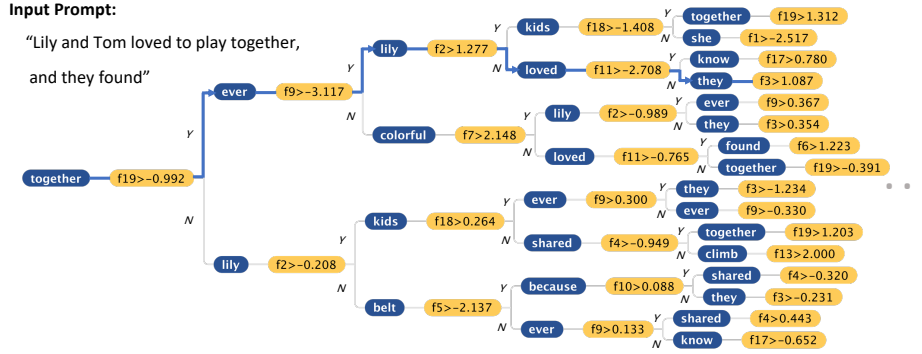 Input Prompt:
“Lily and Tom loved to play together,
and they found”
together f19>-0.992
Y
N
ever f9>-3.117
lily f2>-0.208
Y
N
Y
N
lily f2>1.277
colorful f7>2.148
kids f18>0.264
belt f5>-2.137
Y
N
Y
N
Y
N
Y
N
kids f18>-1.408
loved f11>-2.708
lily f2>-0.989
loved f11>-0.765
ever f9>0.300
shared f4>-0.949
because f10>0.088
ever f9>0.133
Y
N
Y
N
Y
N
Y
N
Y
N
Y
N
Y
N
Y
N
together f19>1.312
she f1>-2.517
know f17>0.780
they f3>1.087
ever f9>0.367
they f3>0.354
found f6>1.223
together f19>-0.391
they f3>-1.234
ever f9>-0.330
together f19>1.203
climb f13>2.000
shared f4>-0.320
they f3>-0.231
shared f4>0.443
know f17>-0.652